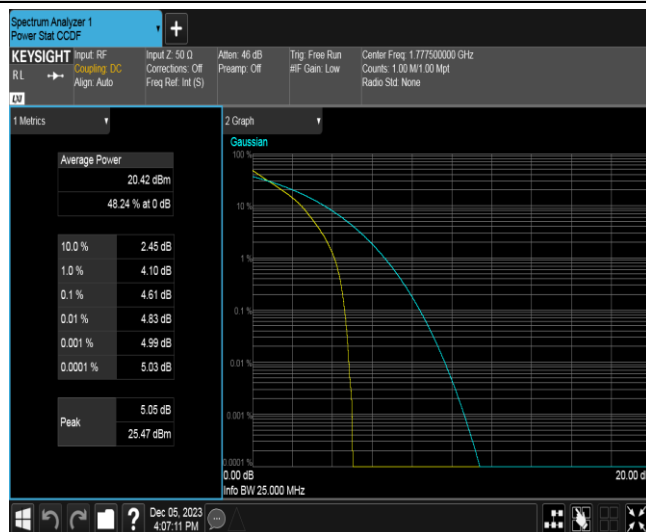 Spectrum Analyzer 1
Power Stat CCDF
KEYSIGHT
RL
Input: RF
Coupling: DC
Align: Auto
Input Z: 50 Ω
Corrections: Off
Freq Ref: Int (S)
Atten: 46 dB
Preamp: Off
Trig: Free Run
#IF Gain: Low
Center Freq: 1.777500000 GHz
Counts: 1.00 M/1.00 Mpt
Radio Std: None
1 Metrics
Average Power
20.42 dBm
48.24 % at 0 dB
10.0 % 2.45 dB
1.0 % 4.10 dB
0.1 % 4.61 dB
0.01 % 4.83 dB
0.001 % 4.99 dB
0.0001 % 5.03 dB
Peak
5.05 dB
25.47 dBm
2 Graph
Gaussian
100 %
10 %
1 %
0.1 %
0.01 %
0.001 %
0.0001 %
0.00 dB
20.00 d
Info BW 25.000 MHz
Dec 05, 2023
4:07:11 PM